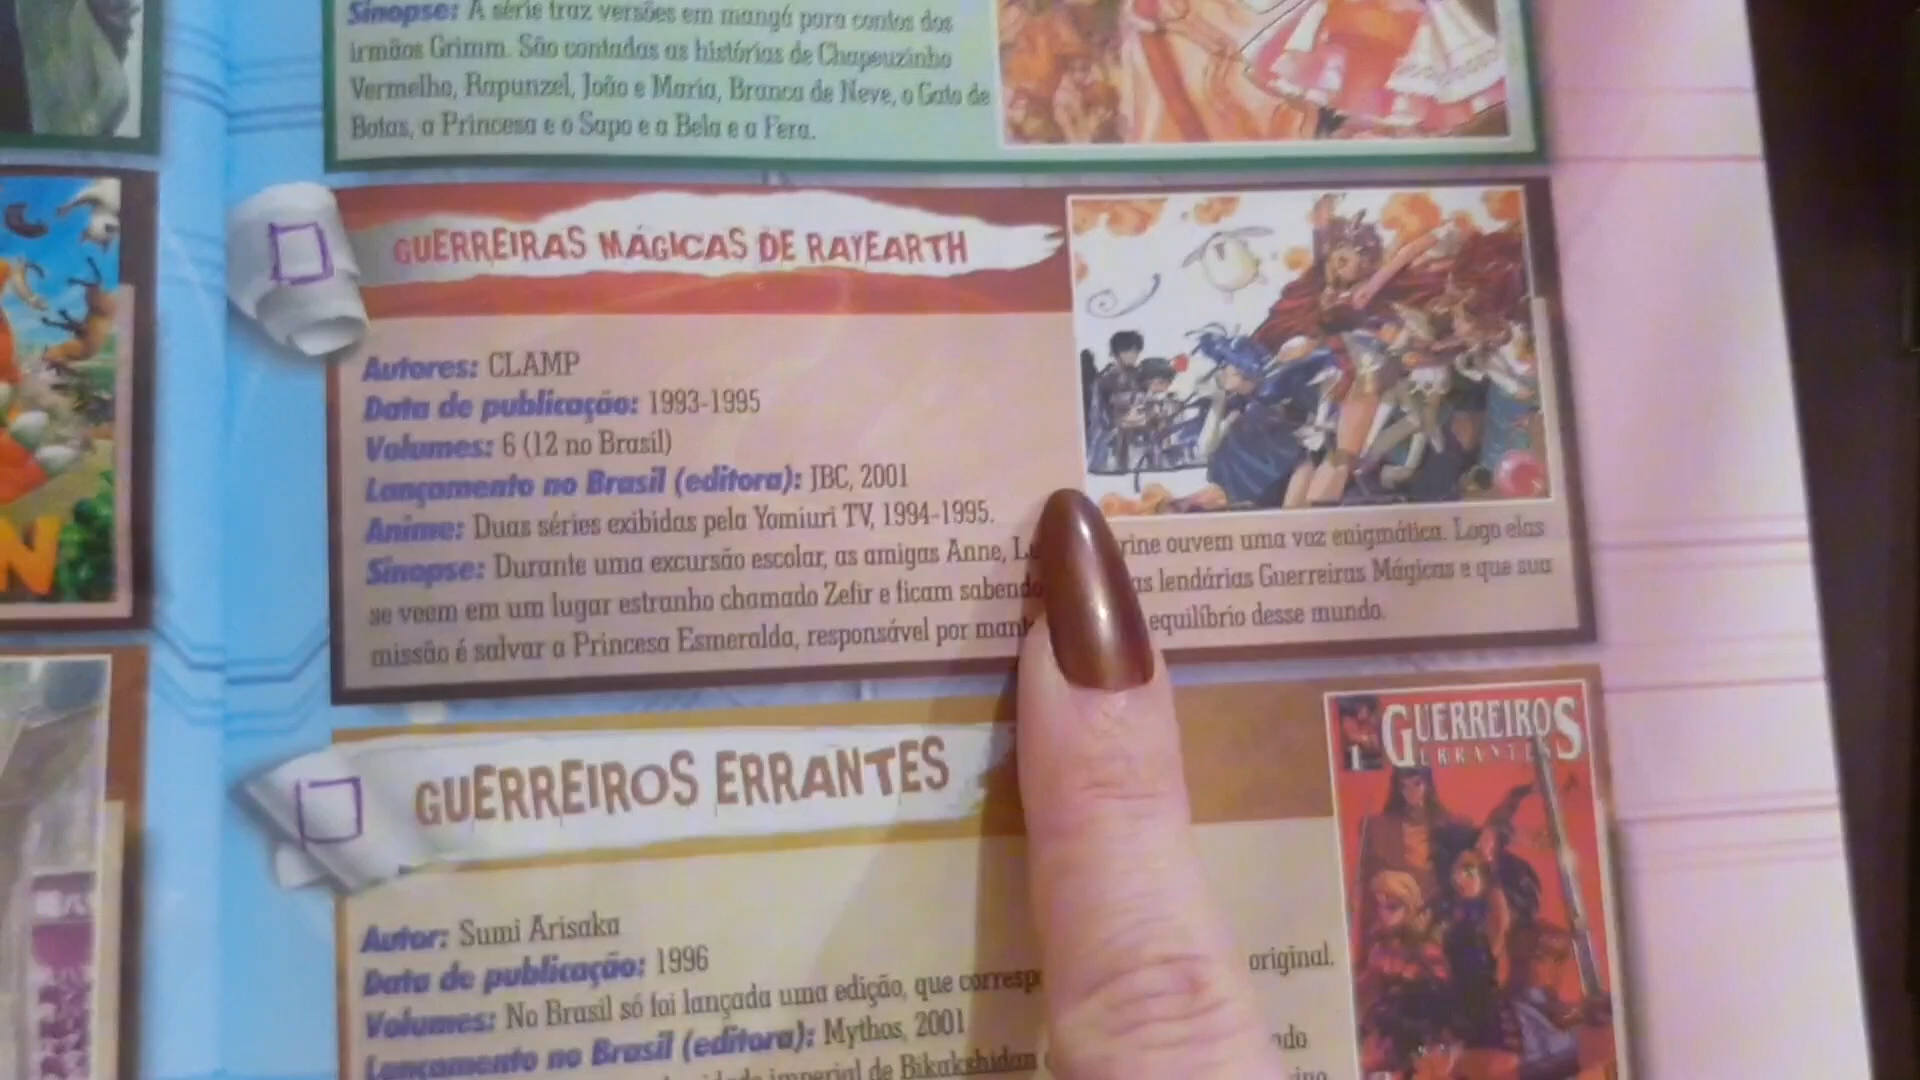 Sinopse: A série traz versões em mangá para contos dos
irmãos Grimm. São contadas as histórias de Chapeuzinho
Vermelho, Rapunzel, João e Maria, Branca de Neve, o Gato de
Botas, a Princesa e o Sapo e a Bela e a Fera.
GUERREIRAS MÁGICAS DE RAYEARTH
Autores: CLAMP
Data de publicação: 1993-1995
Volumes: 6 (12 no Brasil)
Lançamento no Brasil (editora): JBC, 2001
Anime: Duas séries exibidas pela Yomiuri TV, 1994-1995.
Sinopse: Durante uma excursão escolar, as amigas Anne, ouvem uma voz enigmática. Logo elas
se veem em um lugar estranho chamado Zefir e ficam sabendo as lendárias Guerreiras Mágicas e que sua
missão é salvar a Princesa Esmeralda, responsável por equilíbrio desse mundo.
GUERREIROS ERRANTES
GUERREIROS
ERRANTES
1
Autor: Sumi Arisaka
Data de publicação: 1996
Volumes: No Brasil só foi lançada uma edição, que original.
Lançamento no Brasil (editora): Mythos, 2001
imperial de Bikakshidan
N